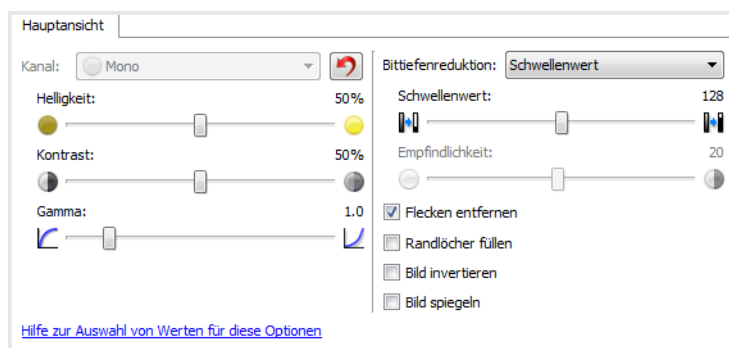 Hauptansicht
Kanal: Mono
Helligkeit: 50%
Kontrast: 50%
Gamma: 1.0
Bittiefenreduktion: Schwellenwert
Schwellenwert: 128
Empfindlichkeit: 20
Flecken entfernen
Randlöcher füllen
Bild invertieren
Bild spiegeln
Hilfe zur Auswahl von Werten für diese Optionen